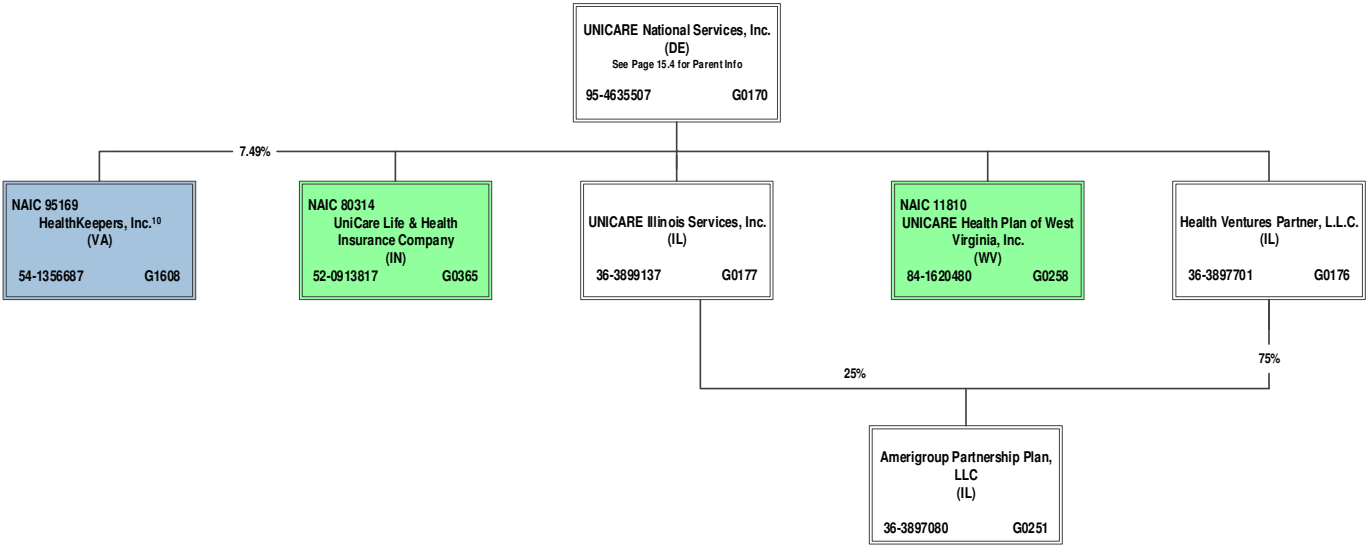 UNICARE National Services, Inc.
(DE)
See Page 15.4 for Parent Info
95-4635507 G0170
7.49%
NAIC 95169
HealthKeepers, Inc.¹⁰
(VA)
54-1356687 G1608
NAIC 80314
UniCare Life & Health
Insurance Company
(IN)
52-0913817 G0365
UNICARE Illinois Services, Inc.
(IL)
36-3899137 G0177
NAIC 11810
UNICARE Health Plan of West
Virginia, Inc.
(WV)
84-1620480 G0258
Health Ventures Partner, L.L.C.
(IL)
36-3897701 G0176
25%
75%
Amerigroup Partnership Plan,
LLC
(IL)
36-3897080 G0251